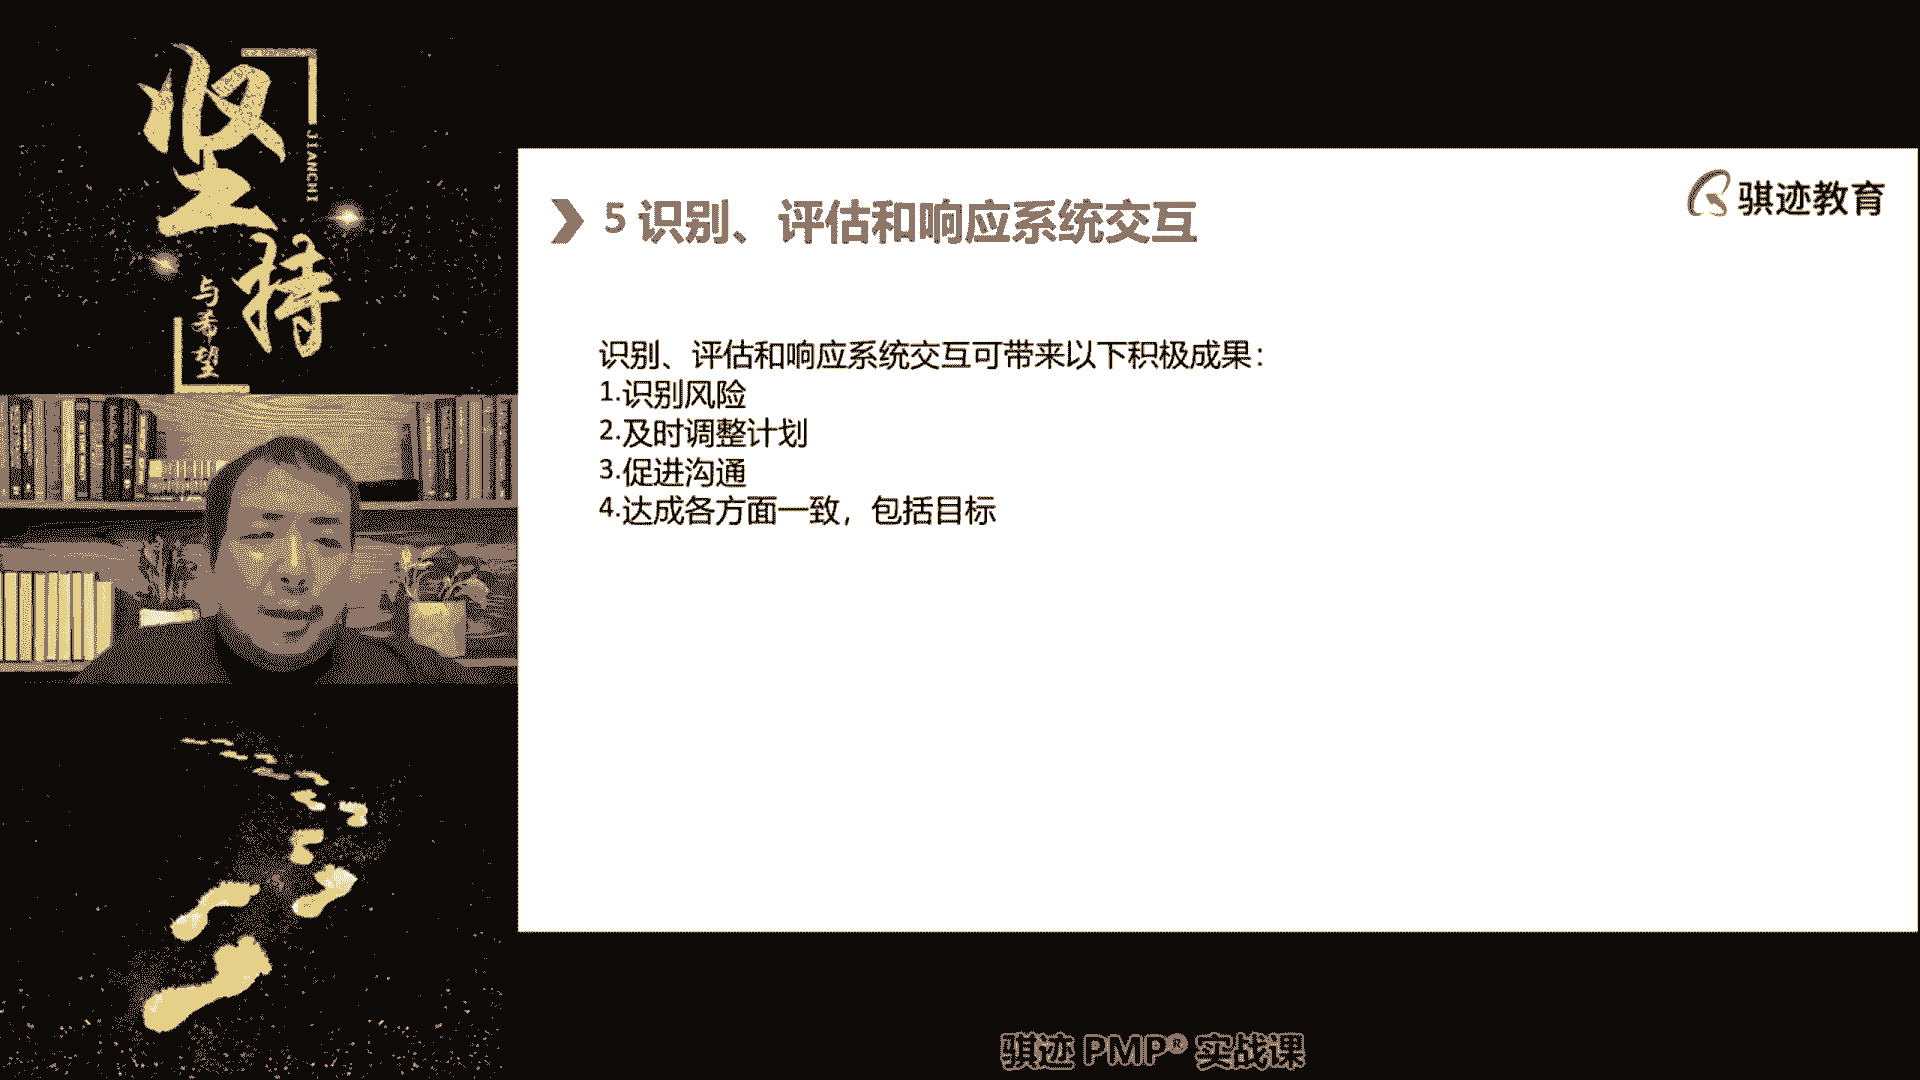 坚持
JIANCHI
与希望
骐迹教育
5 识别、评估和响应系统交互
识别、评估和响应系统交互可带来以下积极成果：
1.识别风险
2.及时调整计划
3.促进沟通
4.达成各方面一致，包括目标
骐迹 PMP® 实战课